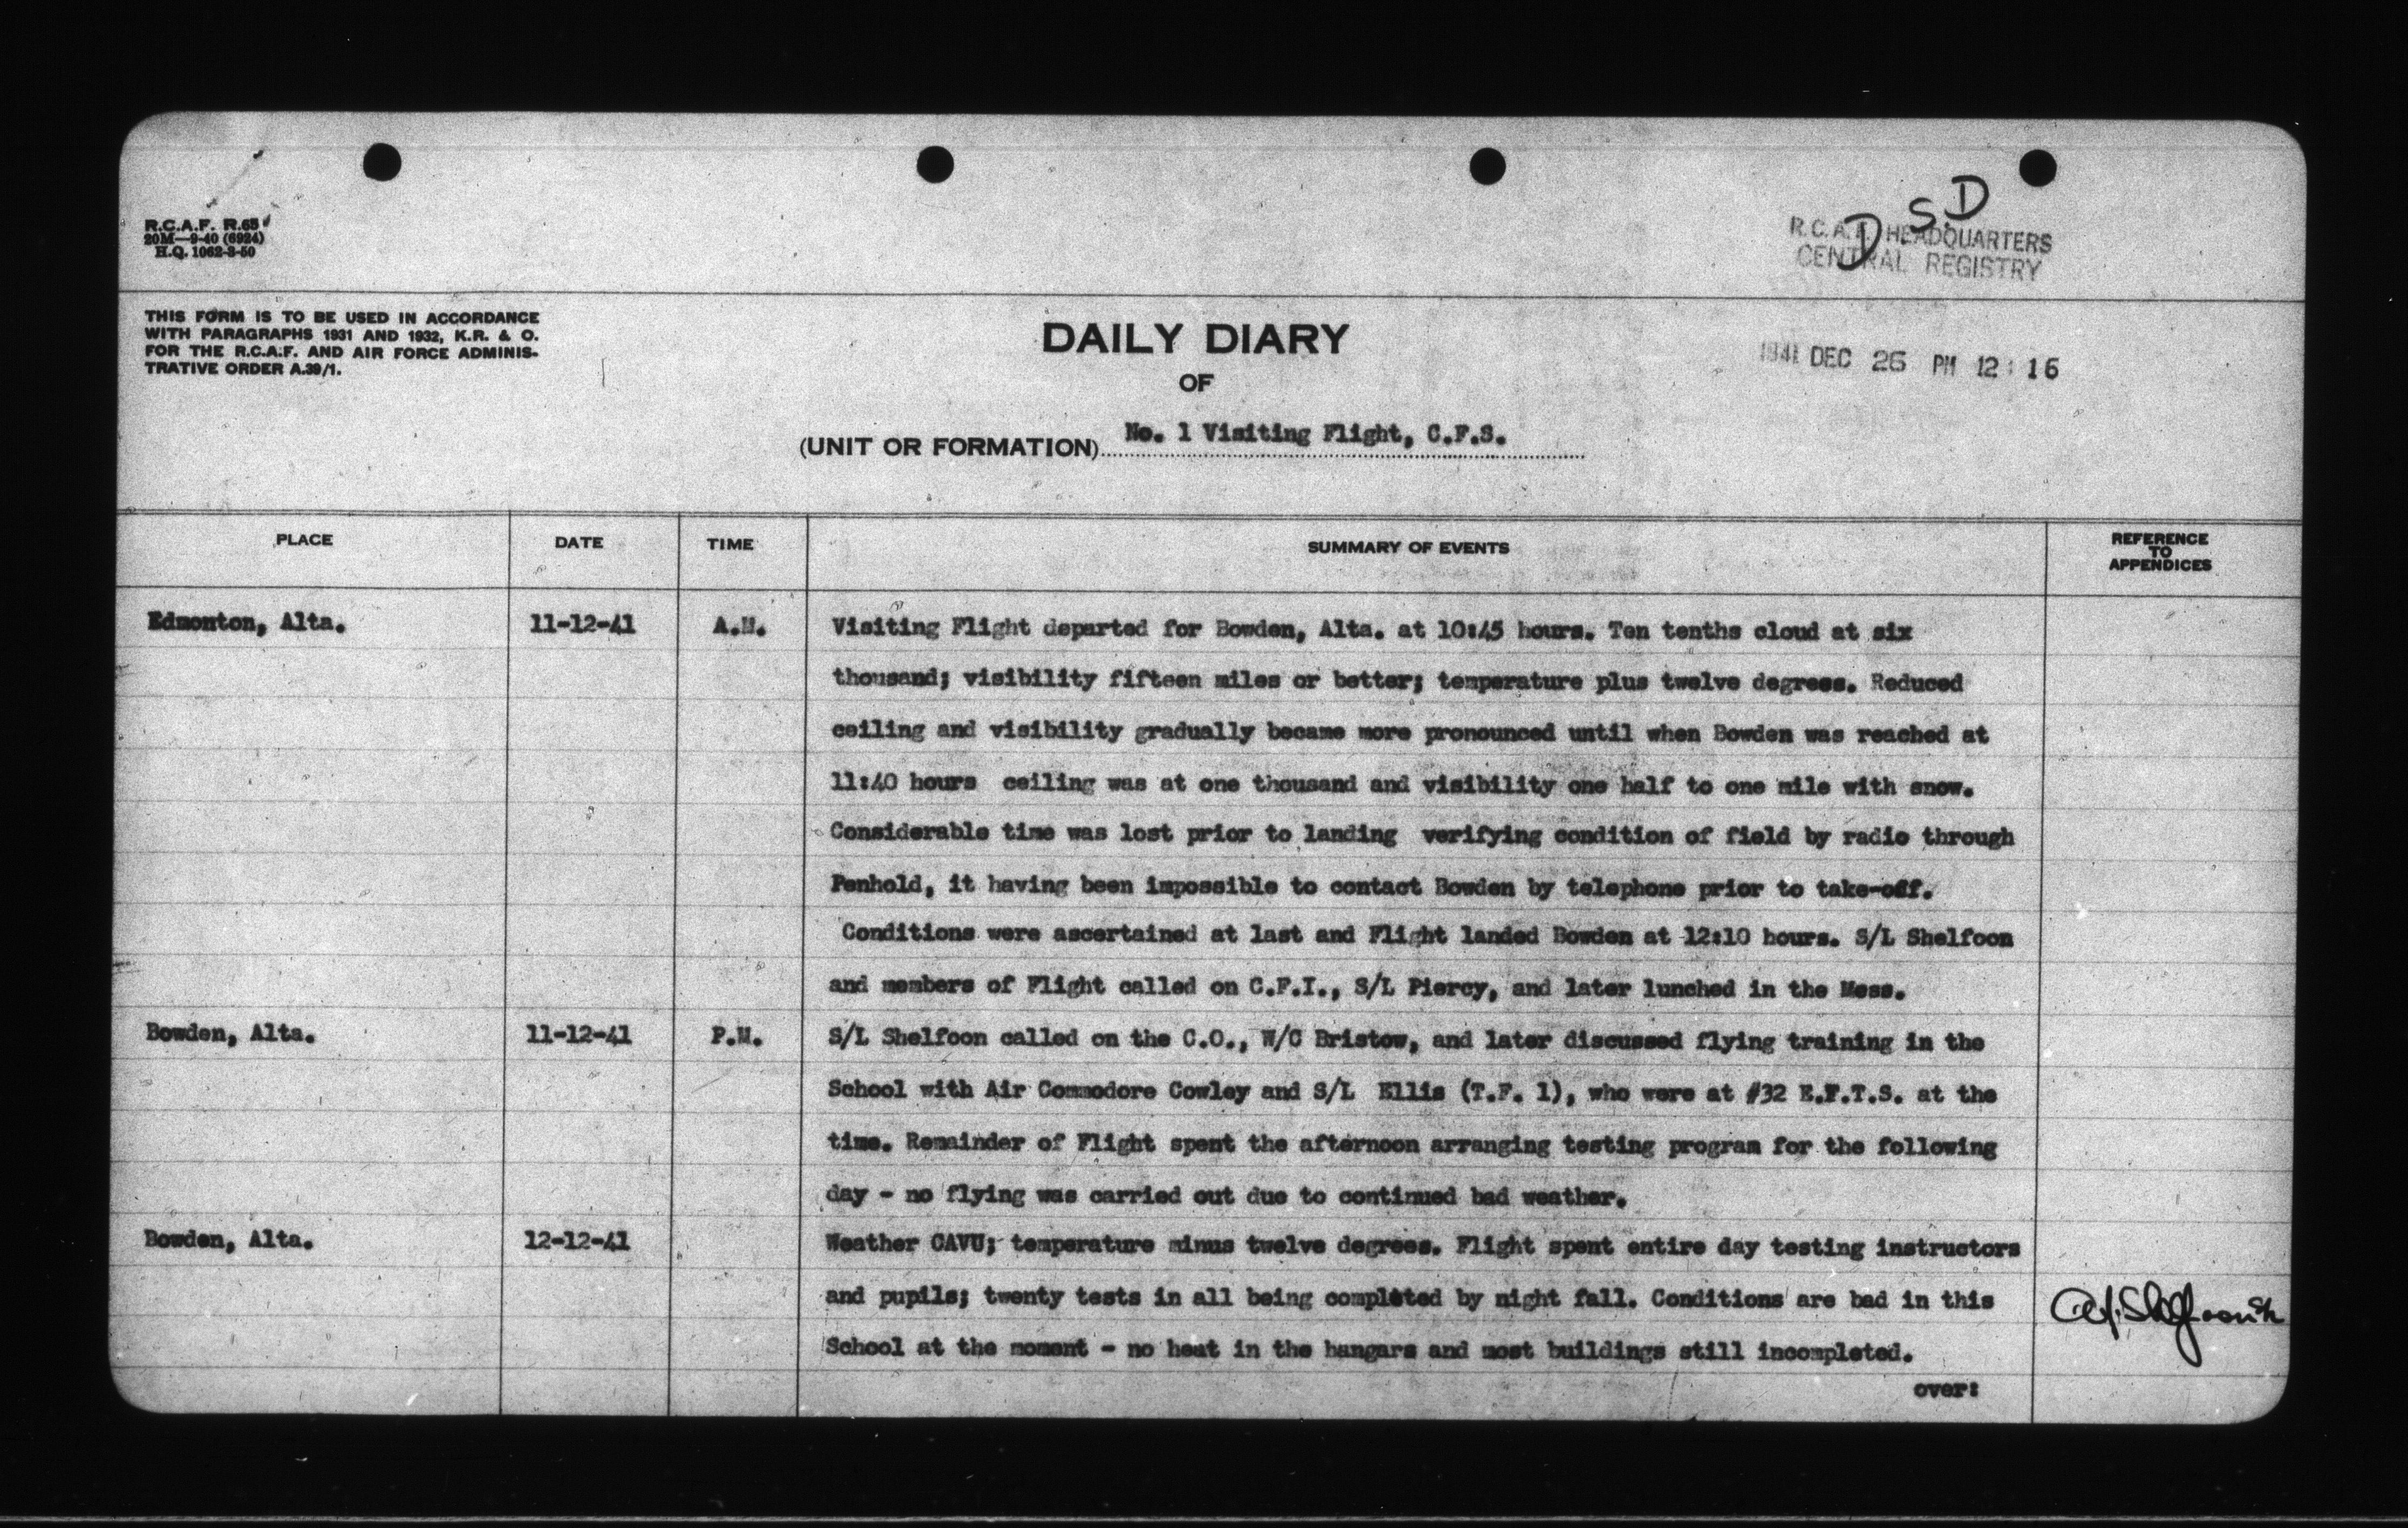 R.C.A.F. R.65
20M—9-40 (6924)
H.Q. 1062-3-50
D S.D
R.C.A.F. HEADQUARTERS
CENTRAL REGISTRY
THIS FORM IS TO BE USED IN ACCORDANCE
WITH PARAGRAPHS 1931 AND 1932, K.R. & O.
FOR THE R.C.A.F. AND AIR FORCE ADMINIS-
TRATIVE ORDER A.39/1.
DAILY DIARY
OF
1941 DEC 26 PM 12:16
(UNIT OR FORMATION) No. 1 Visiting Flight, C.F.S.
PLACE DATE TIME SUMMARY OF EVENTS REFERENCE TO APPENDICES
Edmonton, Alta. 11-12-41 A.M. Visiting Flight departed for Bowden, Alta. at 10:45 hours. Ten tenths cloud at six
thousand; visibility fifteen miles or better; temperature plus twelve degrees. Reduced
ceiling and visibility gradually became more pronounced until when Bowden was reached at
11:40 hours ceiling was at one thousand and visibility one half to one mile with snow.
Considerable time was lost prior to landing verifying condition of field by radio through
Penhold, it having been impossible to contact Bowden by telephone prior to take-off.
Conditions were ascertained at last and Flight landed Bowden at 12:10 hours. S/L Shelfoon
and members of Flight called on C.F.I., S/L Piercy, and later lunched in the Mess.
Bowden, Alta. 11-12-41 P.M. S/L Shelfoon called on the C.O., W/C Bristow, and later discussed flying training in the
School with Air Commodore Cowley and S/L Ellis (T.F. 1), who were at #32 E.F.T.S. at the
time. Remainder of Flight spent the afternoon arranging testing program for the following
day - no flying was carried out due to continued bad weather.
Bowden, Alta. 12-12-41 Weather CAVU; temperature minus twelve degrees. Flight spent entire day testing instructors
and pupils; twenty tests in all being completed by night fall. Conditions are bad in this
School at the moment - no heat in the hangars and most buildings still incompleted.
over: